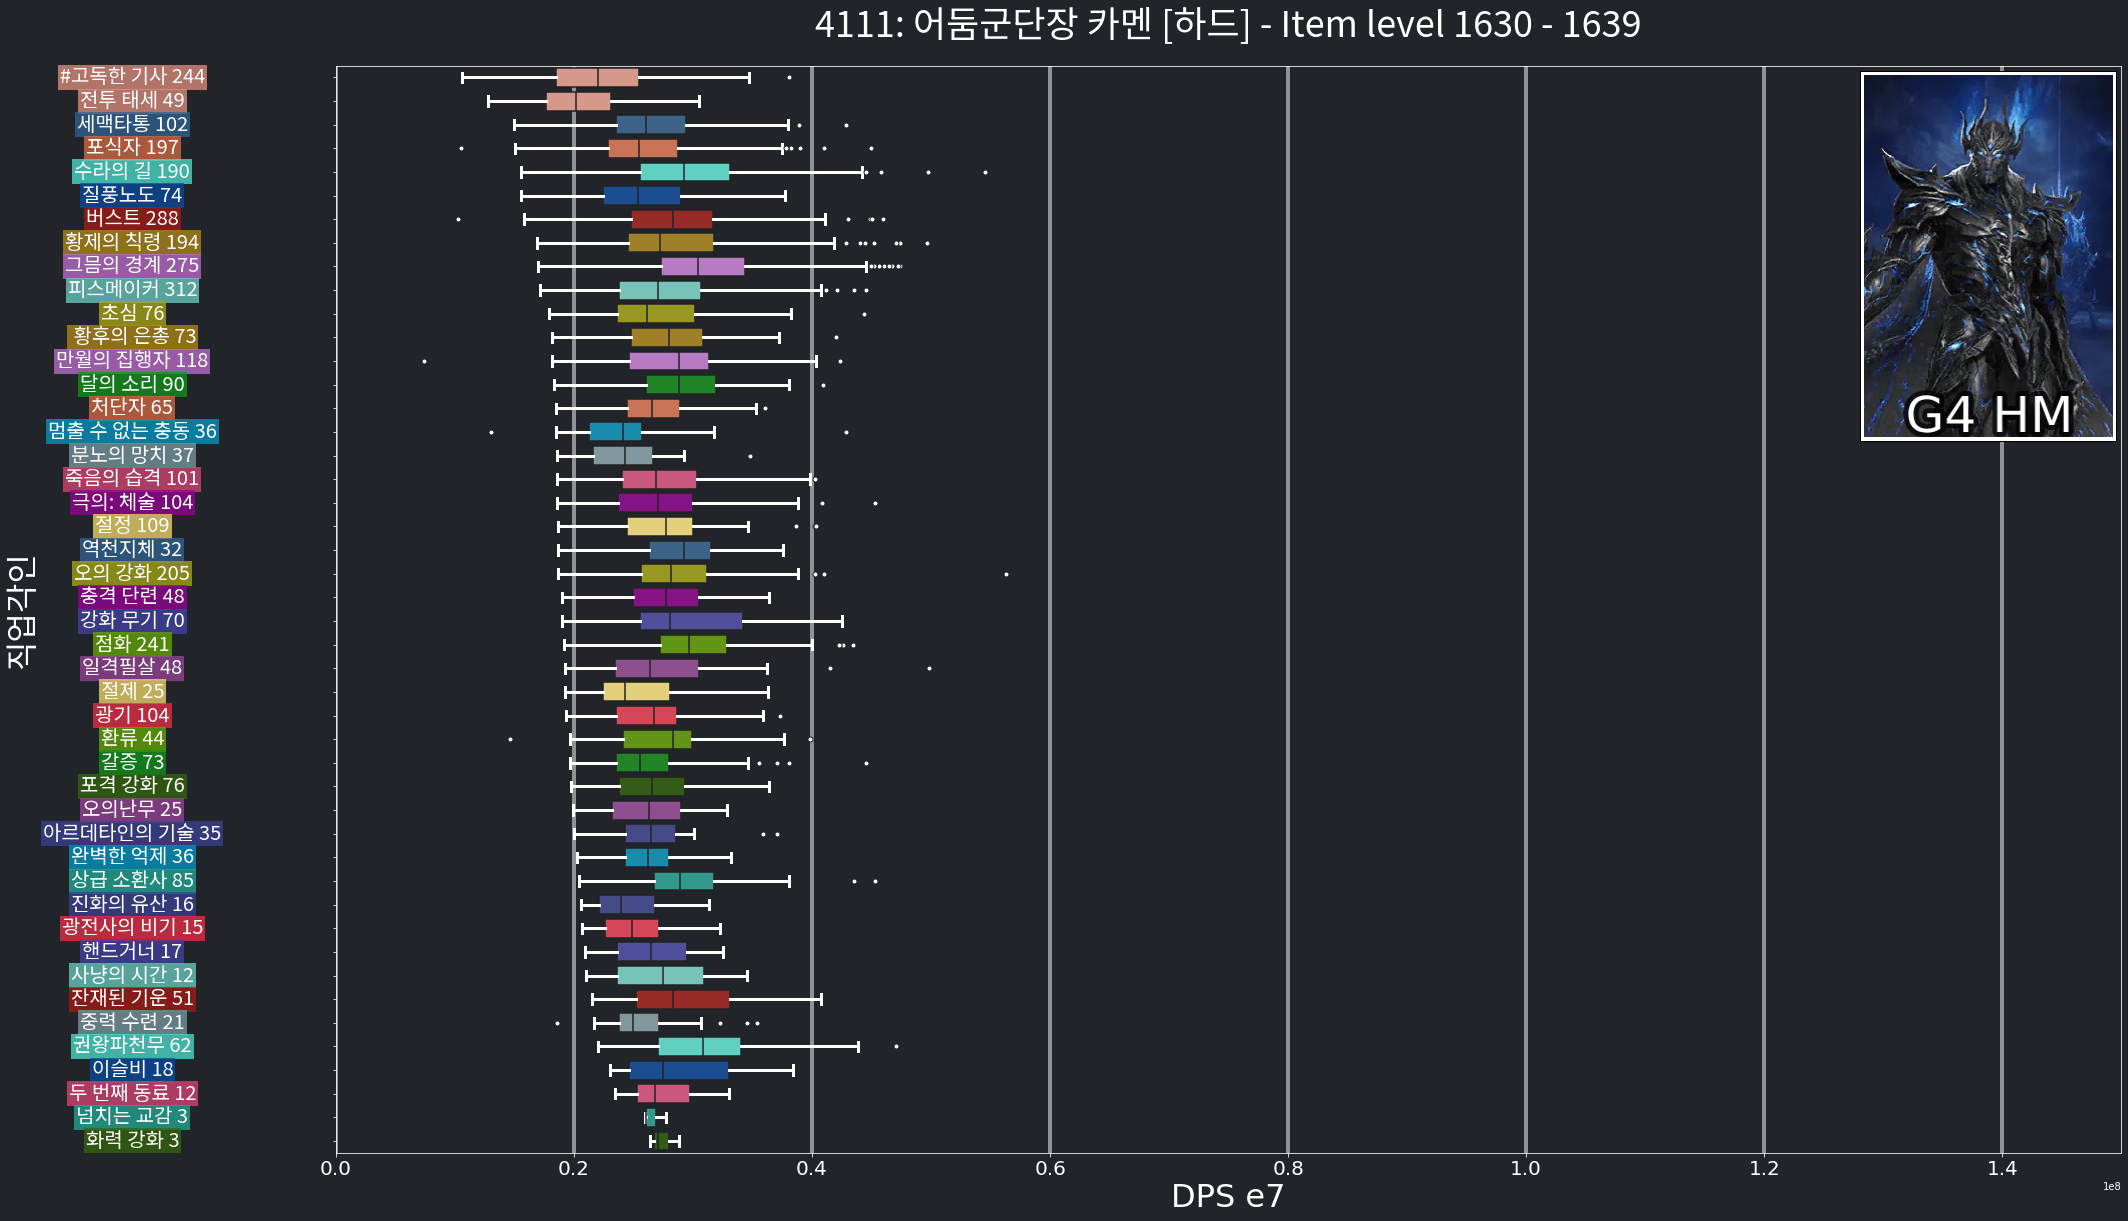 4111: 어둠군단장 카멘 [하드] - Item level 1630 - 1639
직업각인
#고독한 기사 244
전투 태세 49
세맥타통 102
포식자 197
수라의 길 190
질풍노도 74
버스트 288
황제의 칙령 194
그믐의 경계 275
피스메이커 312
초심 76
황후의 은총 73
만월의 집행자 118
달의 소리 90
처단자 65
멈출 수 없는 충동 36
분노의 망치 37
죽음의 습격 101
극의: 체술 104
절정 109
역천지체 32
오의 강화 205
충격 단련 48
강화 무기 70
점화 241
일격필살 48
절제 25
광기 104
환류 44
갈증 73
포격 강화 76
오의난무 25
아르데타인의 기술 35
완벽한 억제 36
상급 소환사 85
진화의 유산 16
광전사의 비기 15
핸드거너 17
사냥의 시간 12
잔재된 기운 51
중력 수련 21
권왕파천무 62
이슬비 18
두 번째 동료 12
넘치는 교감 3
화력 강화 3
G4 HM
0.0 0.2 0.4 0.6 0.8 1.0 1.2 1.4
1e8
DPS e7